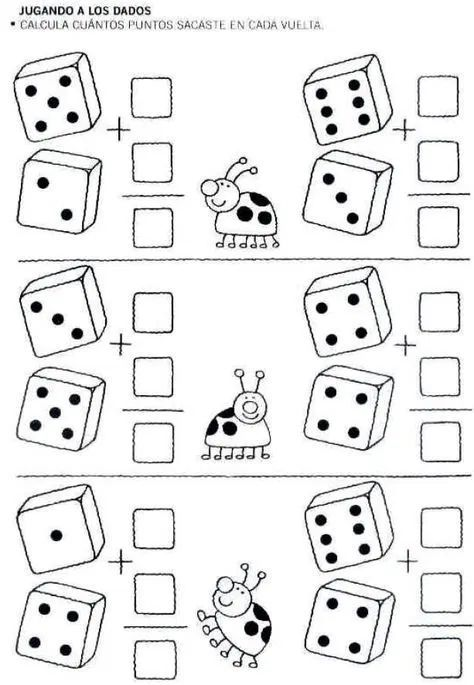 JUGANDO A LOS DADOS
• CALCULA CUÁNTOS PUNTOS SACASTE EN CADA VUELTA.
+ +
+ +
+ +